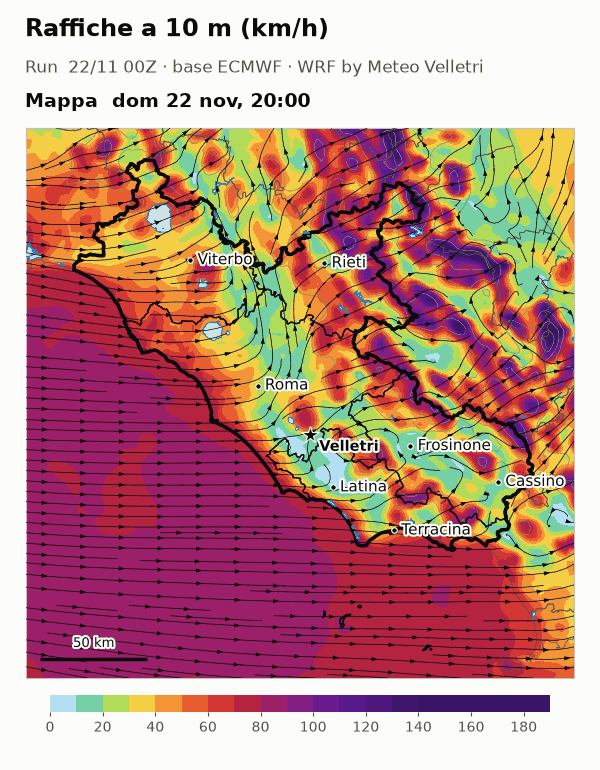 Raffiche a 10 m (km/h)
Run  22/11 00Z · base ECMWF · WRF by Meteo Velletri
Mappa  dom 22 nov, 20:00
Viterbo
Rieti
Roma
Velletri
Frosinone
Cassino
Latina
Terracina
50 km
0 20 40 60 80 100 120 140 160 180